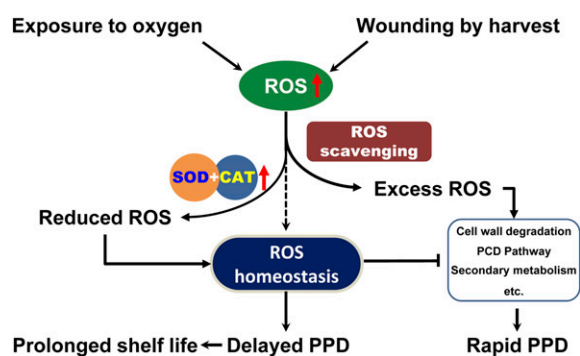 Exposure to oxygen
Wounding by harvest
ROS
ROS
scavenging
SOD+CAT
Excess ROS
Reduced ROS
Cell wall degradation
PCD Pathway
Secondary metabolism
etc.
ROS
homeostasis
Prolonged shelf life
Delayed PPD
Rapid PPD